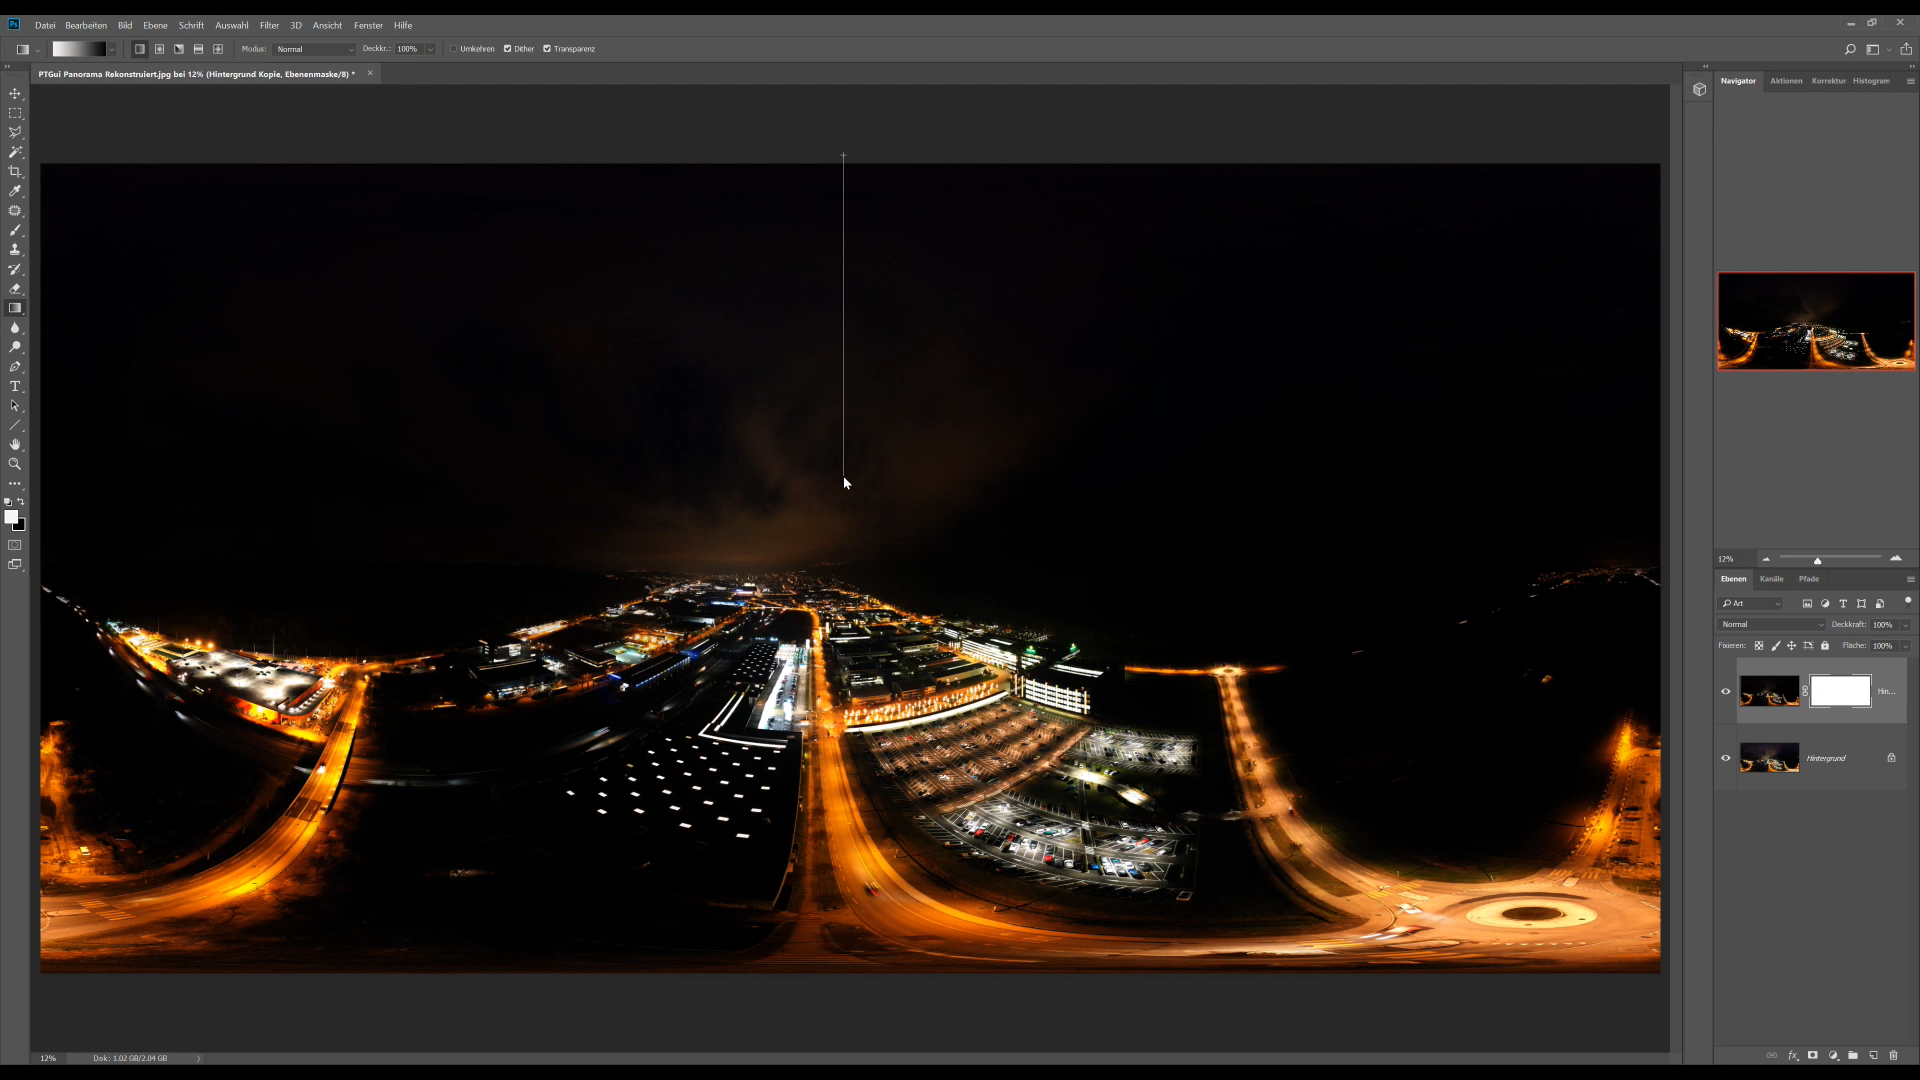 Ps Datei Bearbeiten Bild Ebene Schrift Auswahl Filter 3D Ansicht Fenster Hilfe
Modus: Normal Deckkr.: 100% Umkehren Dither Transparenz
PTGui Panorama Rekonstruiert.jpg bei 12% (Hintergrund Kopie, Ebenenmaske/8) *
Navigator Aktionen Korrektur Histogram
12%
Ebenen Kanäle Pfade
Art
Normal Deckkraft: 100%
Fixieren: Fläche: 100%
Hin...
Hintergrund
fx
12% Dok: 1.02 GB/2.04 GB